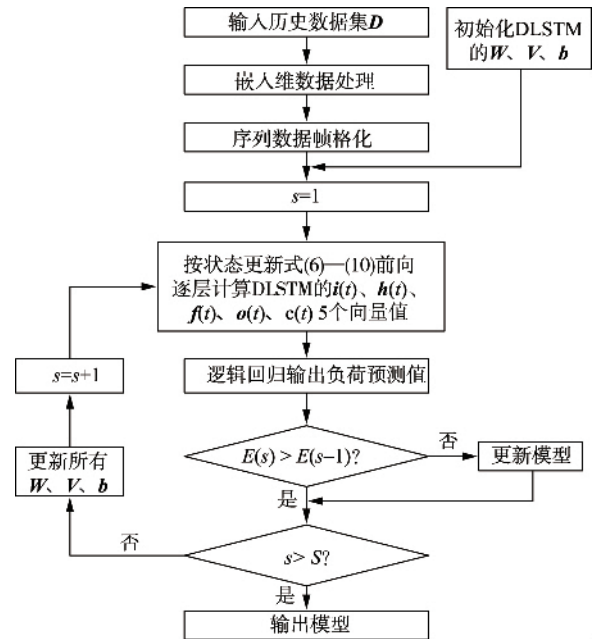 输入历史数据集D
初始化DLSTM
的W、V、b
嵌入维数据处理
序列数据帧格化
s=1
按状态更新式(6)—(10)前向
逐层计算DLSTM的i(t)、h(t)、
f(t)、o(t)、c(t) 5个向量值
s=s+1
逻辑回归输出负荷预测值
E(s) > E(s-1)?
否
更新模型
更新所有
W、V、b
是
否
s> S?
是
输出模型